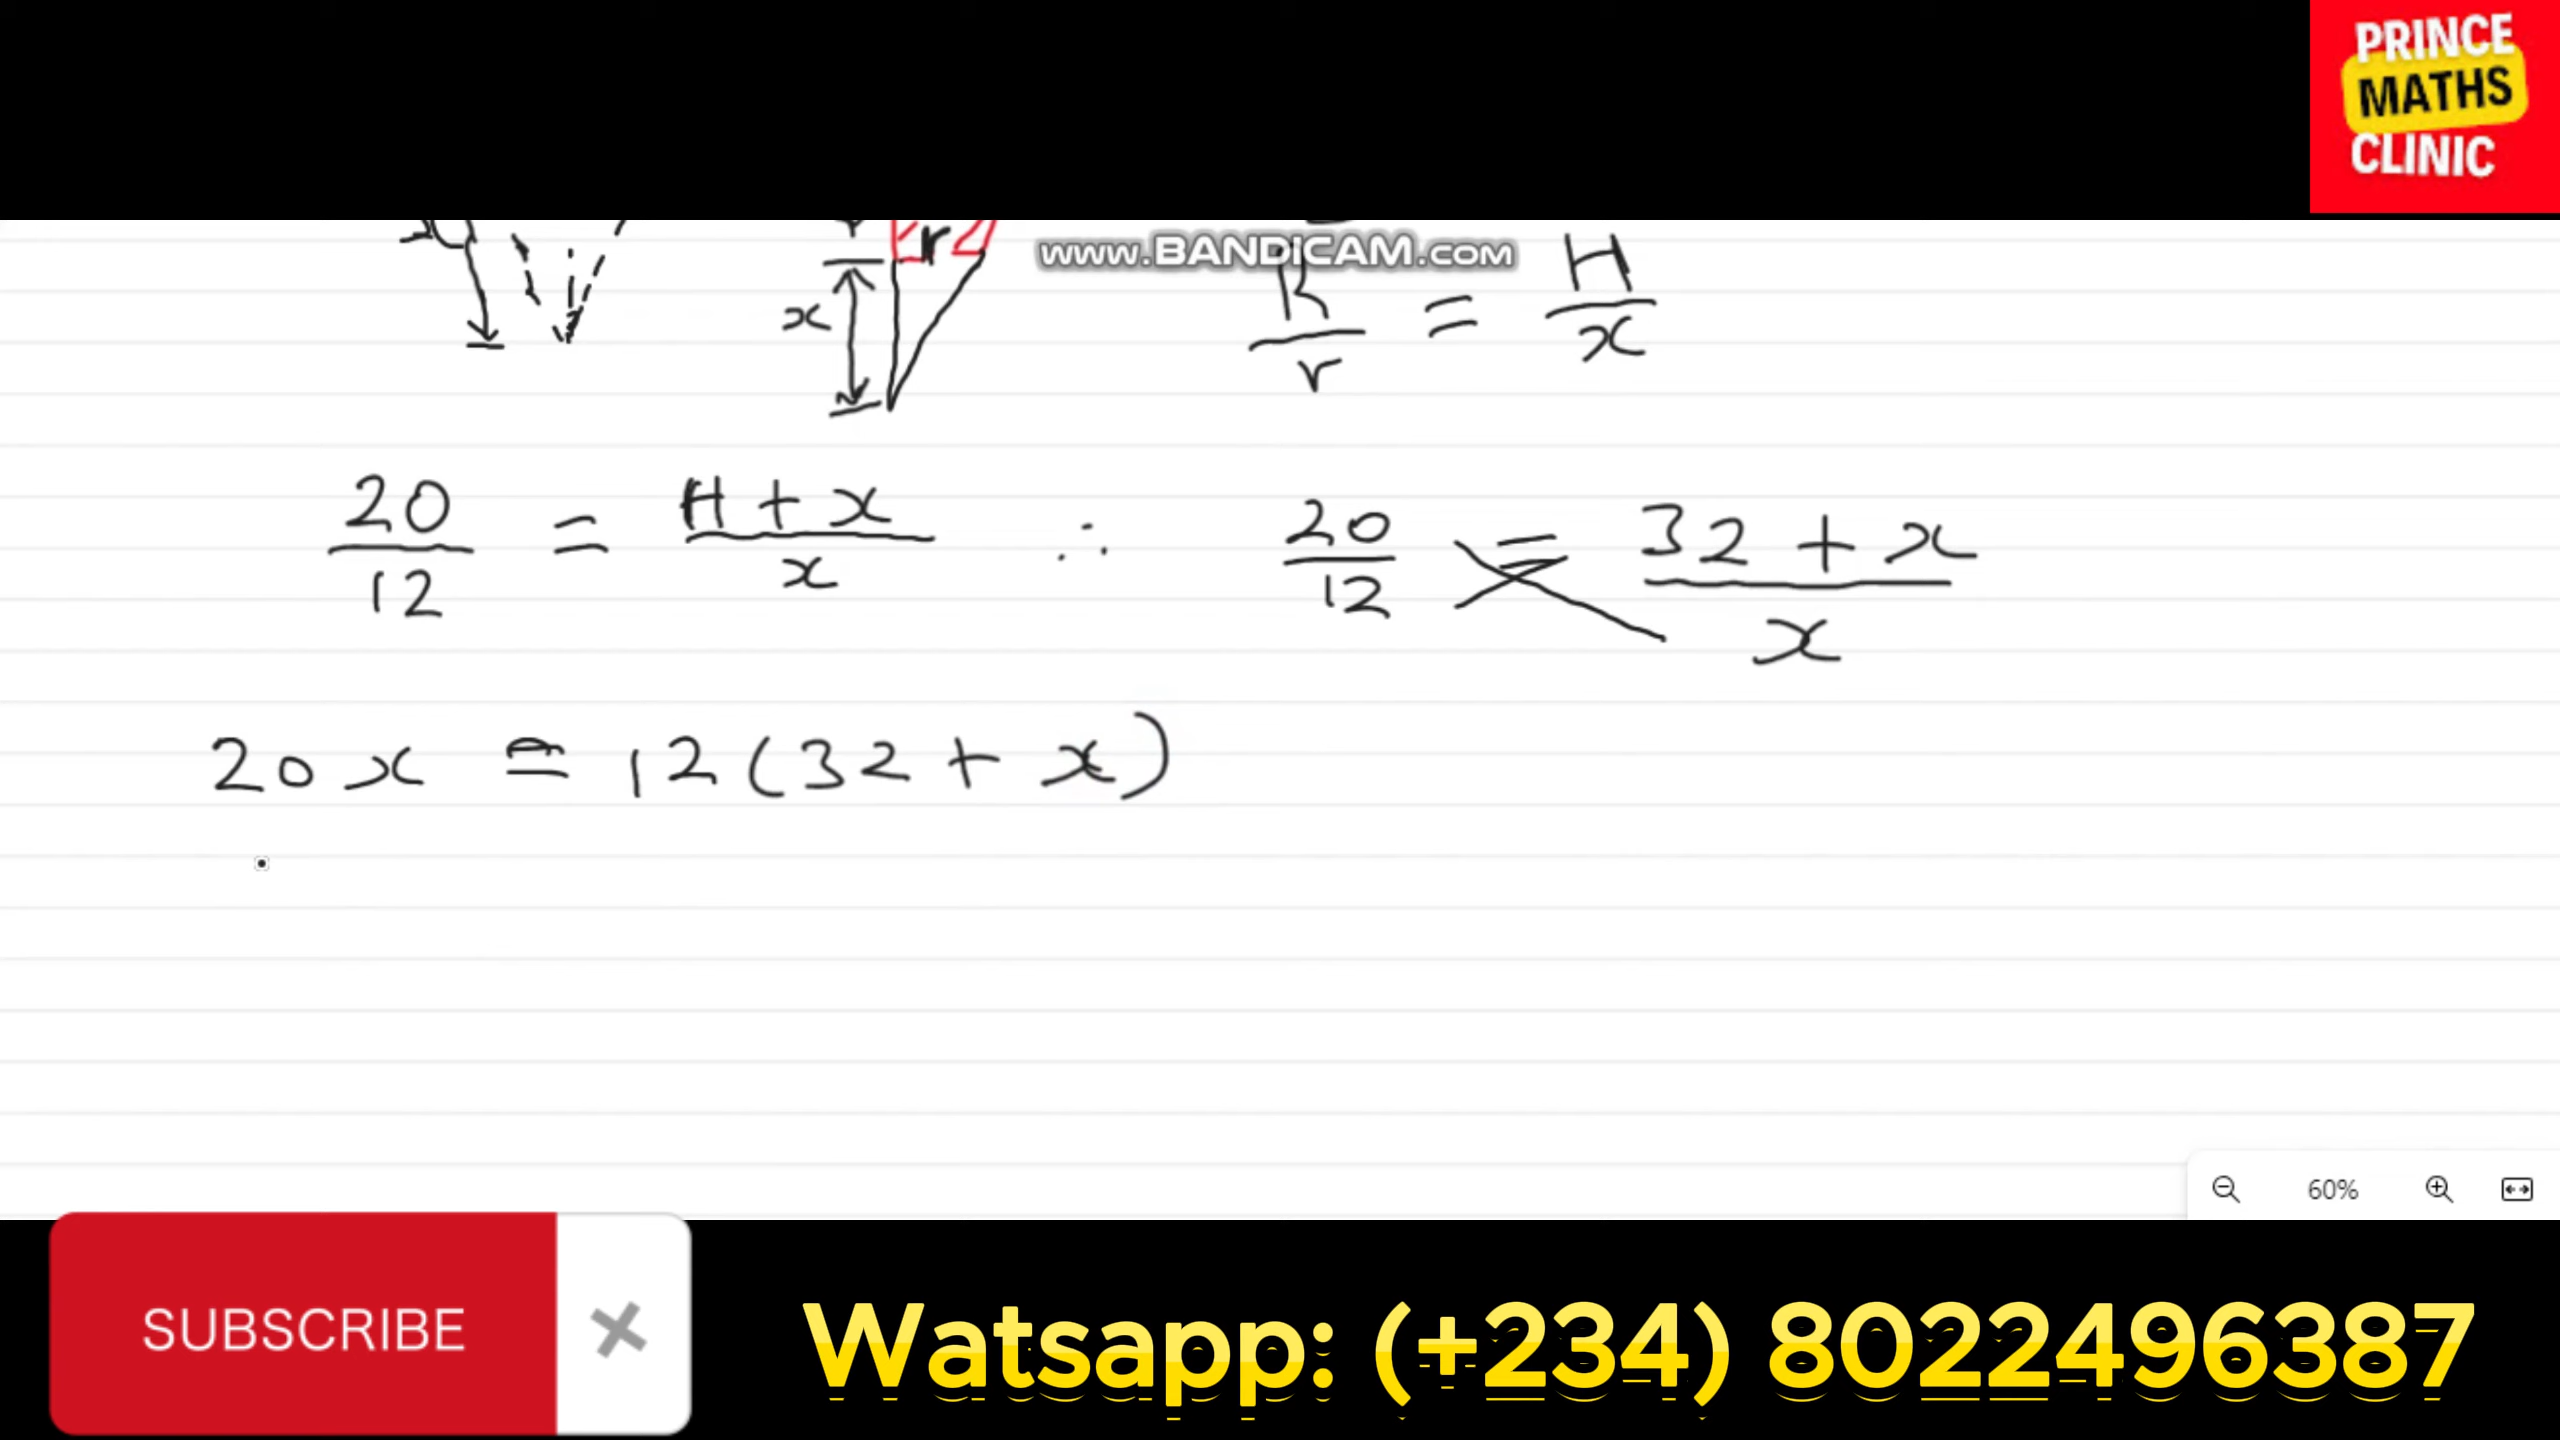 PRINCE
MATHS
CLINIC
www.BANDICAM.com
x r
R/r = H/x
20/12 = H + x/x ∴ 20/12 = 32 + x/x
20x = 12(32 + x)
60%
SUBSCRIBE
Watsapp: (+234) 8022496387